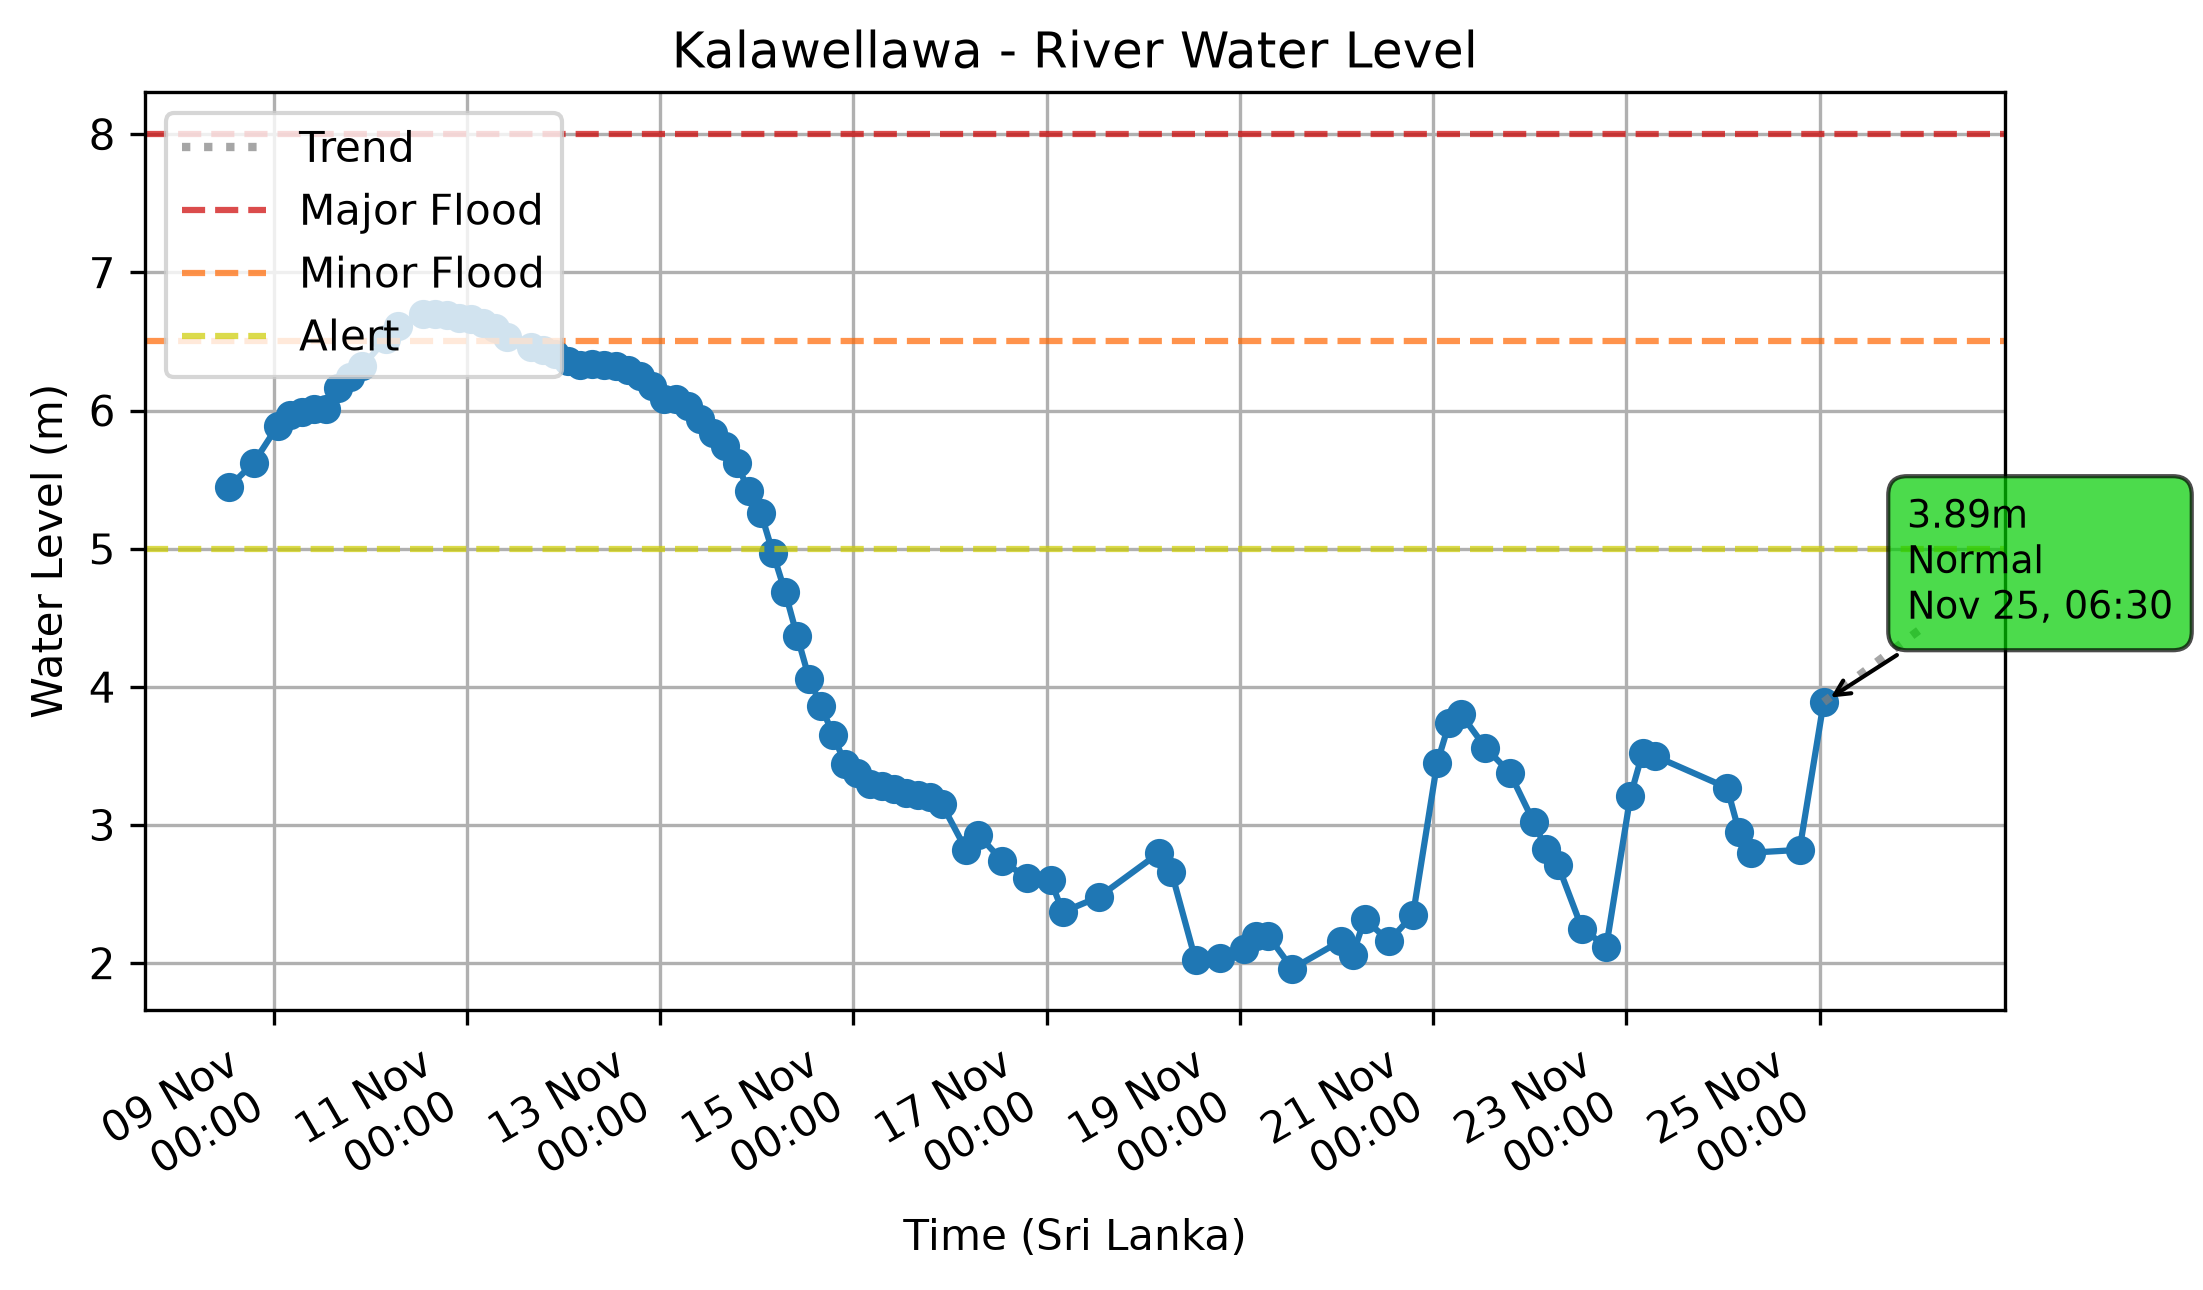 Kalawellawa - River Water Level
Trend
Major Flood
Minor Flood
Alert
8
7
6
5
4
3
2
Water Level (m)
3.89m
Normal
Nov 25, 06:30
09 Nov
00:00
11 Nov
00:00
13 Nov
00:00
15 Nov
00:00
17 Nov
00:00
19 Nov
00:00
21 Nov
00:00
23 Nov
00:00
25 Nov
00:00
Time (Sri Lanka)